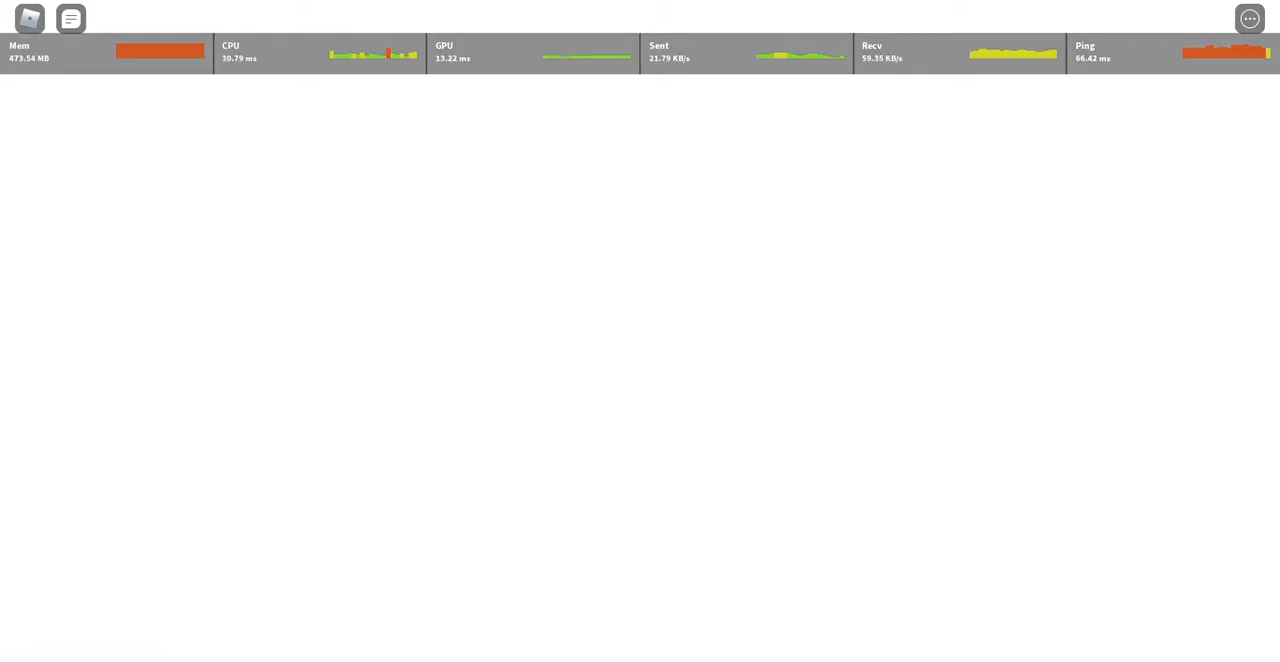 Mem
473.54 MB
CPU
30.79 ms
GPU
13.22 ms
Sent
21.79 KB/s
Recv
59.35 KB/s
Ping
66.42 ms